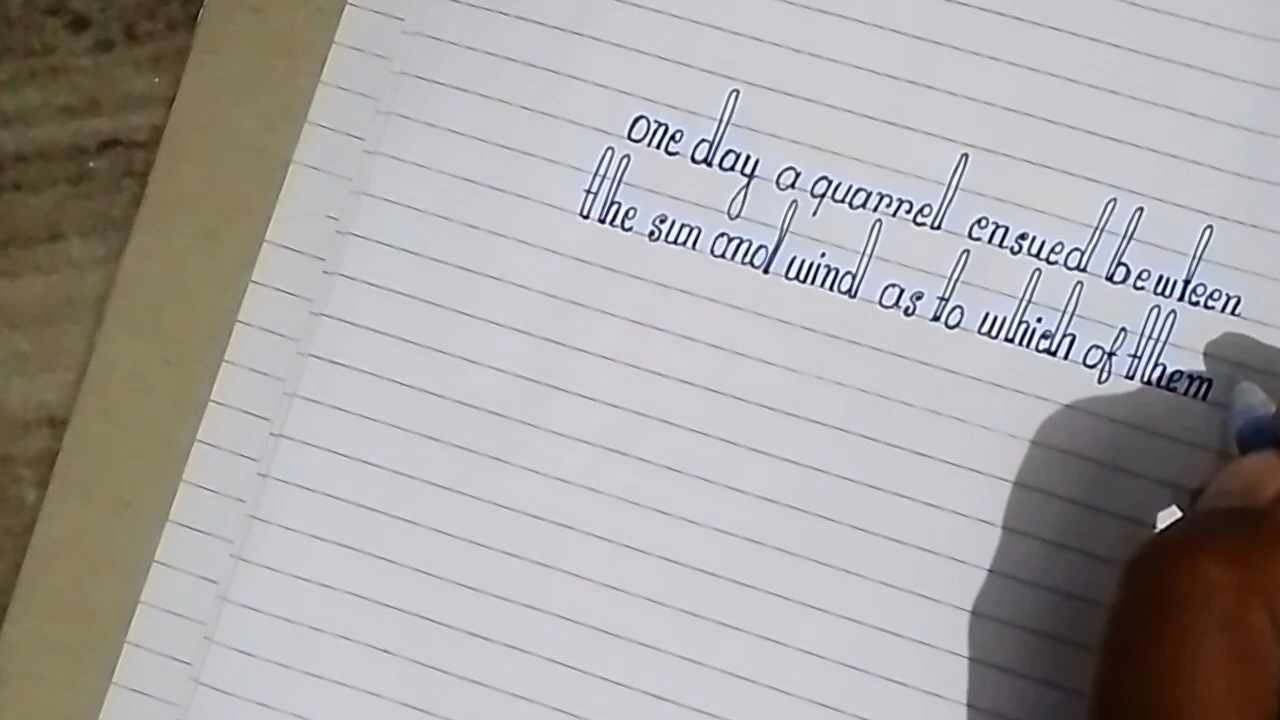 one day a quarrel ensued bewteen
the sun and wind as to which of them